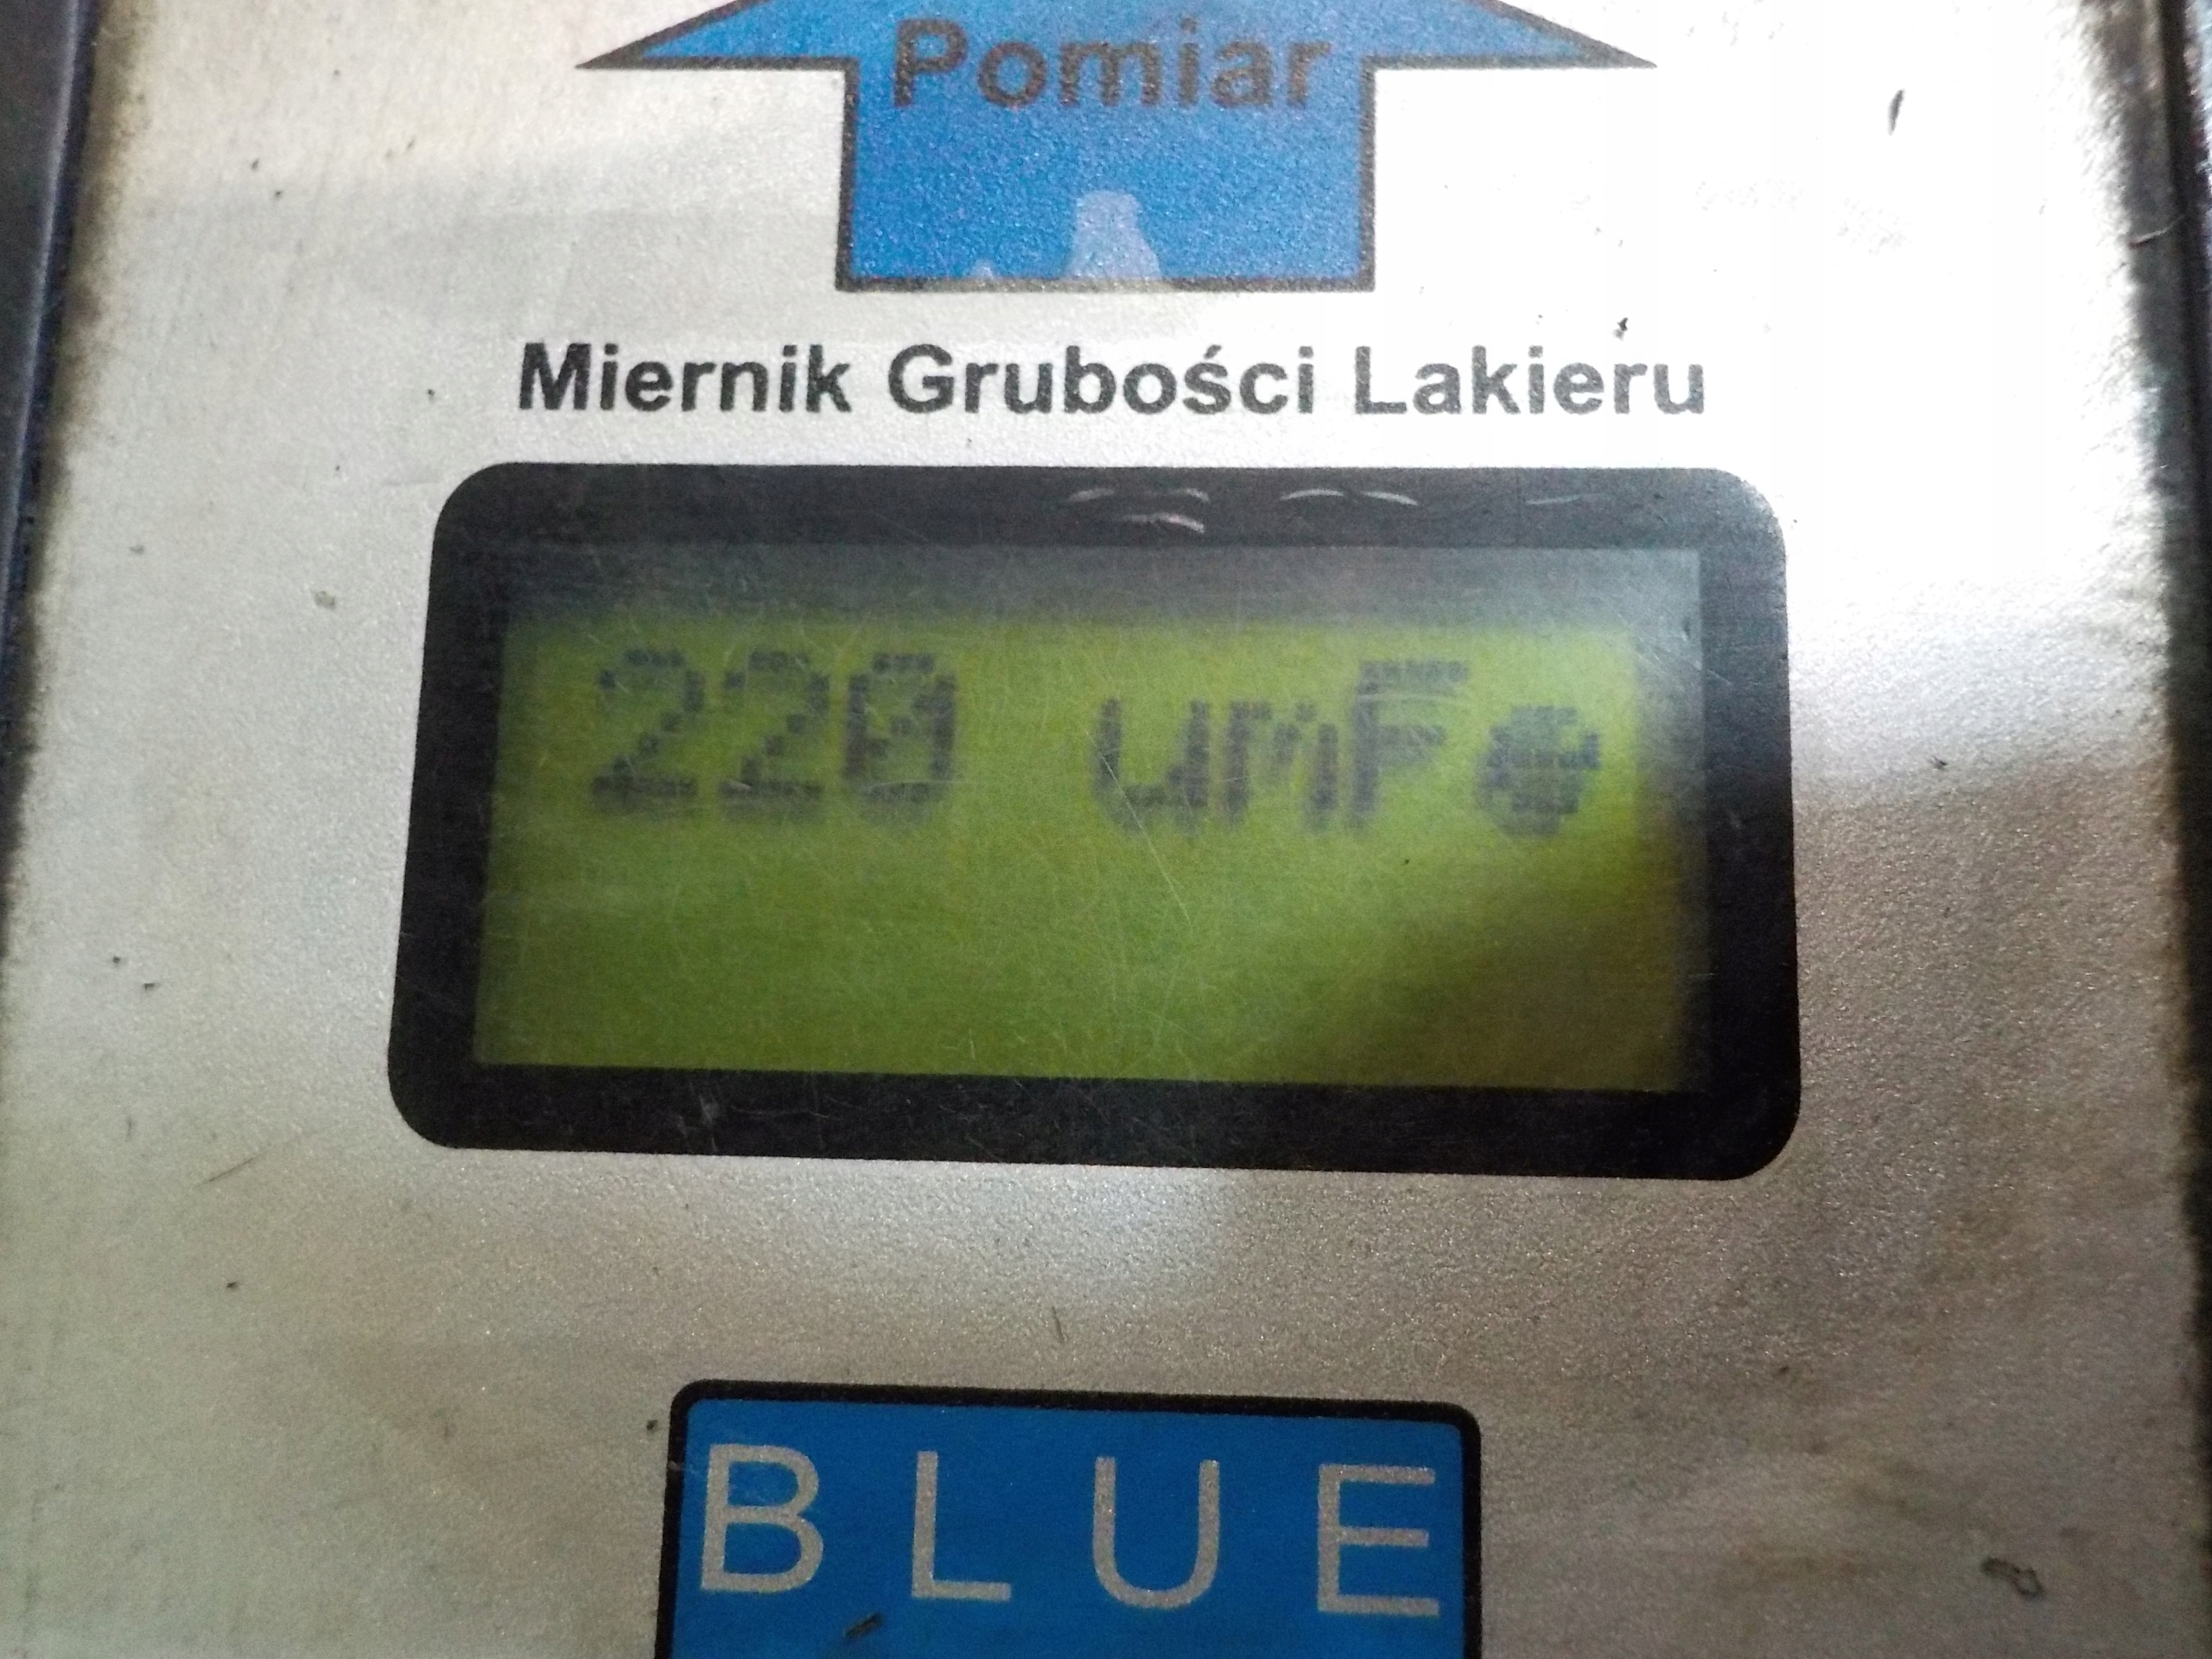 Pomiar
Miernik Grubości Lakieru
220 umFe
BLUE